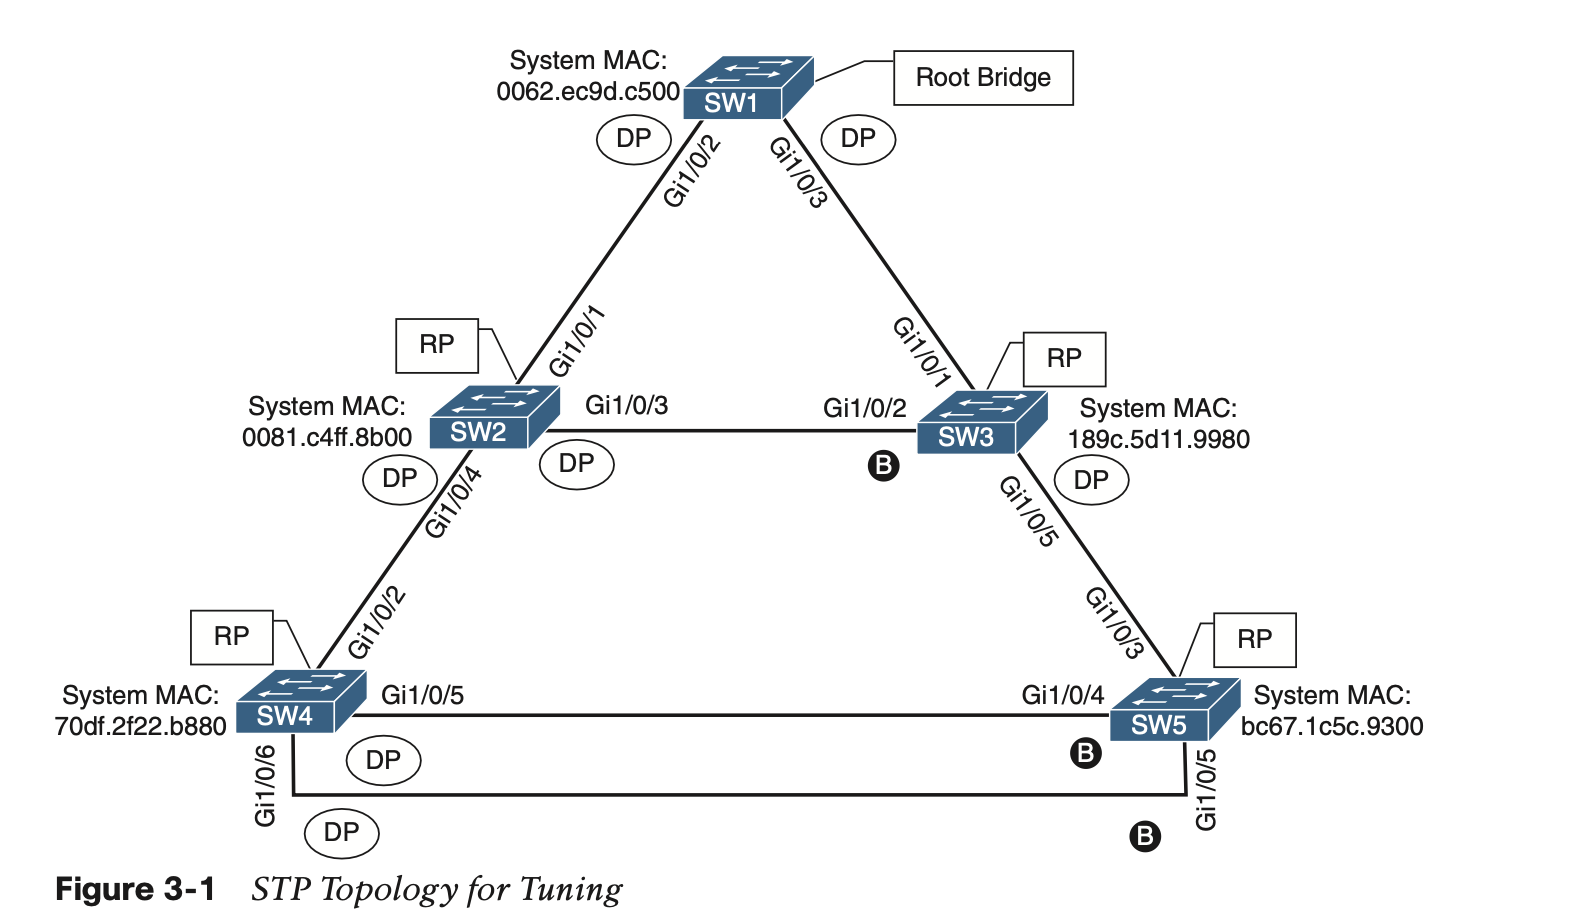 System MAC:
0062.ec9d.c500
SW1
Root Bridge
DP
DP
Gi1/0/2
Gi1/0/3
RP
Gi1/0/1
Gi1/0/1
RP
System MAC:
0081.c4ff.8b00
SW2
Gi1/0/3
Gi1/0/2
SW3
System MAC:
189c.5d11.9980
DP
DP
B
DP
Gi1/0/4
Gi1/0/5
RP
Gi1/0/2
Gi1/0/3
RP
System MAC:
70df.2f22.b880
SW4
Gi1/0/5
Gi1/0/4
SW5
System MAC:
bc67.1c5c.9300
Gi1/0/6
DP
B
Gi1/0/5
DP
B
Figure 3-1 STP Topology for Tuning